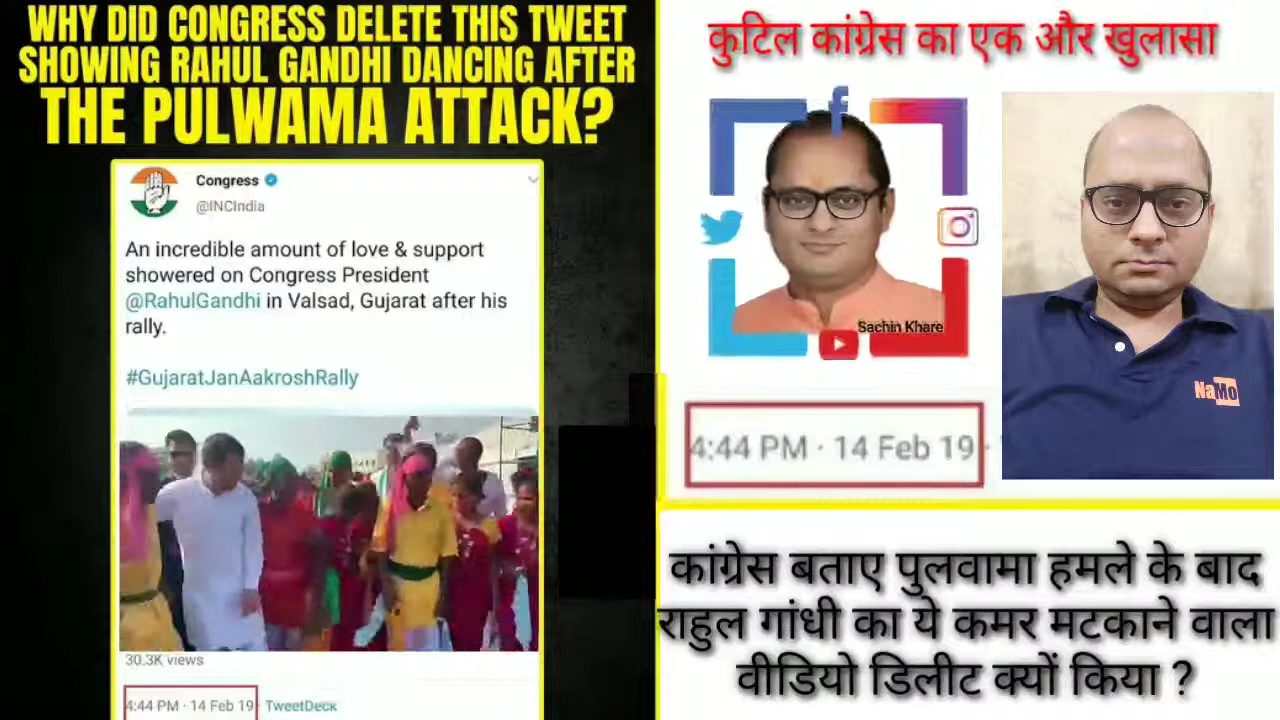 WHY DID CONGRESS DELETE THIS TWEET
SHOWING RAHUL GANDHI DANCING AFTER
THE PULWAMA ATTACK?
Congress
@INCIndia
An incredible amount of love & support
showered on Congress President
@RahulGandhi in Valsad, Gujarat after his
rally.
#GujaratJanAakroshRally
30.3K views
4:44 PM · 14 Feb 19 · TweetDeck
कुटिल कांग्रेस का एक और खुलासा
Sachin Khare
NaMo
4:44 PM · 14 Feb 19 ·
कांग्रेस बताए पुलवामा हमले के बाद
राहुल गांधी का ये कमर मटकाने वाला
वीडियो डिलीट क्यों किया ?